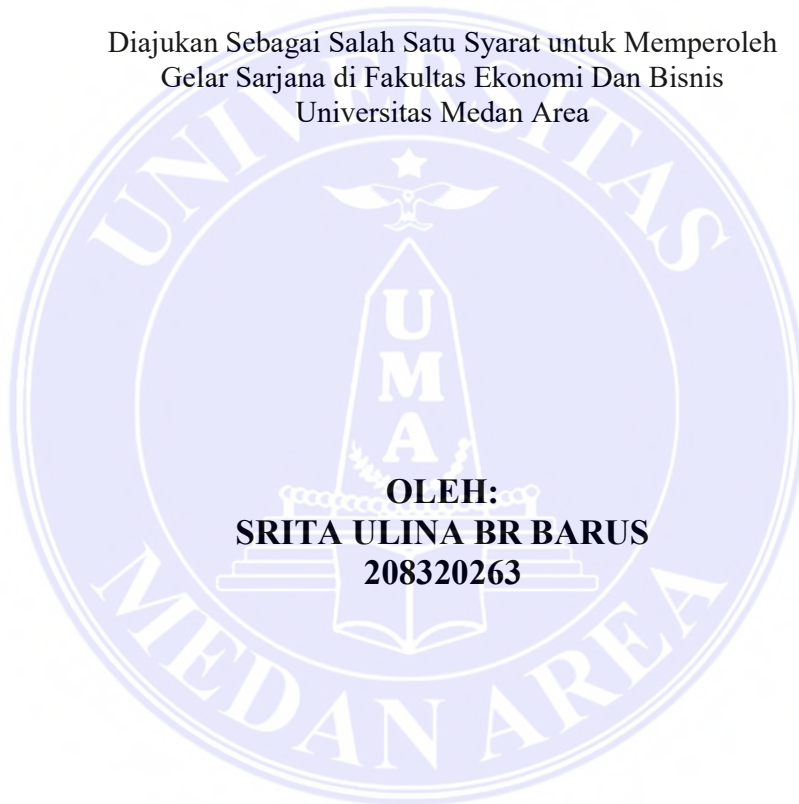 Diajukan Sebagai Salah Satu Syarat untuk Memperoleh
Gelar Sarjana di Fakultas Ekonomi Dan Bisnis
Universitas Medan Area
UNIVERSITAS
UMA
OLEH:
SRITA ULINA BR BARUS
208320263
MEDAN AREA